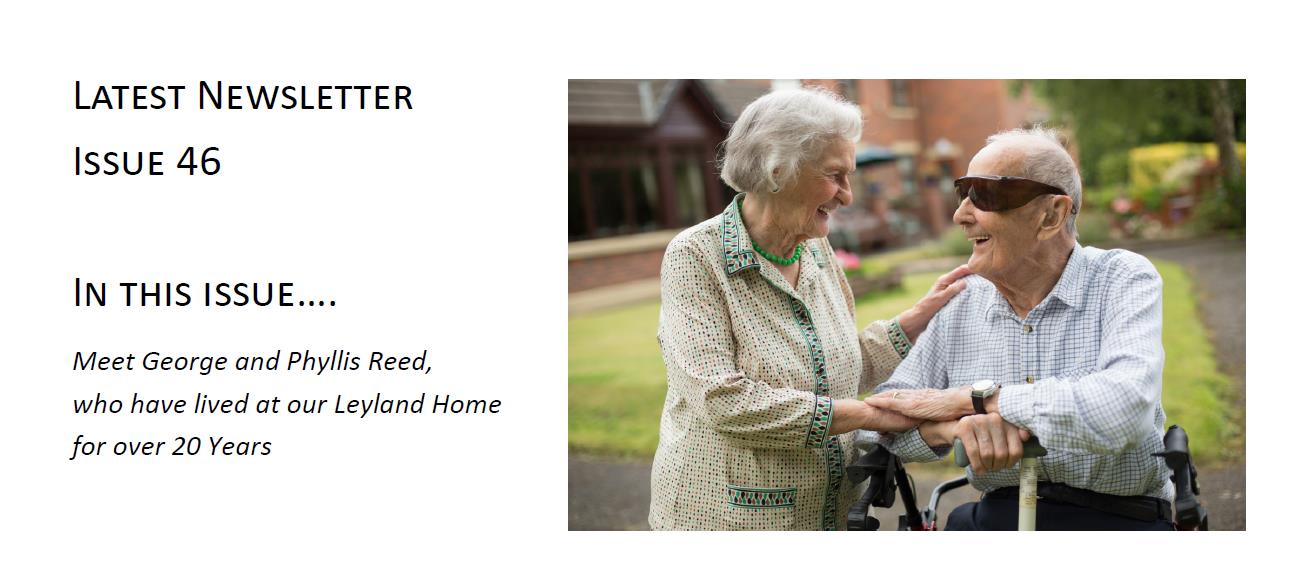 Latest Newsletter
Issue 46
In this issue....
Meet George and Phyllis Reed,
who have lived at our Leyland Home
for over 20 Years